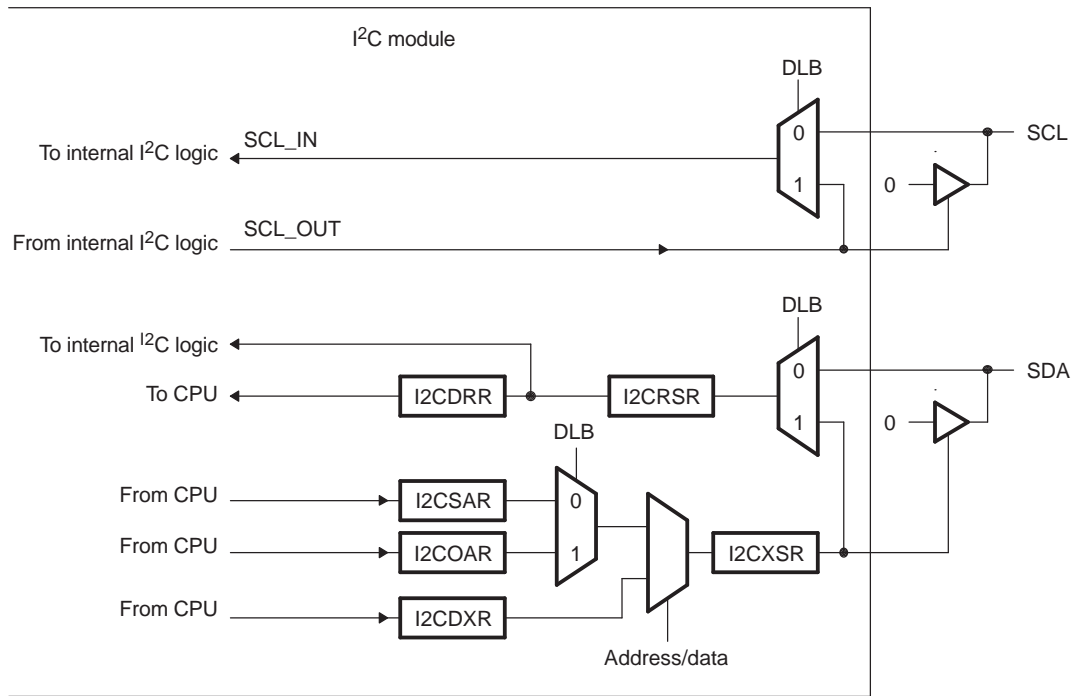 I²C module
DLB
0
SCL
SCL_IN
To internal I²C logic
1
0
SCL_OUT
From internal I²C logic
DLB
To internal I²C logic
0
SDA
To CPU
I2CDRR
I2CRSR
1
0
DLB
From CPU
I2CSAR
0
From CPU
I2COAR
1
I2CXSR
From CPU
I2CDXR
Address/data